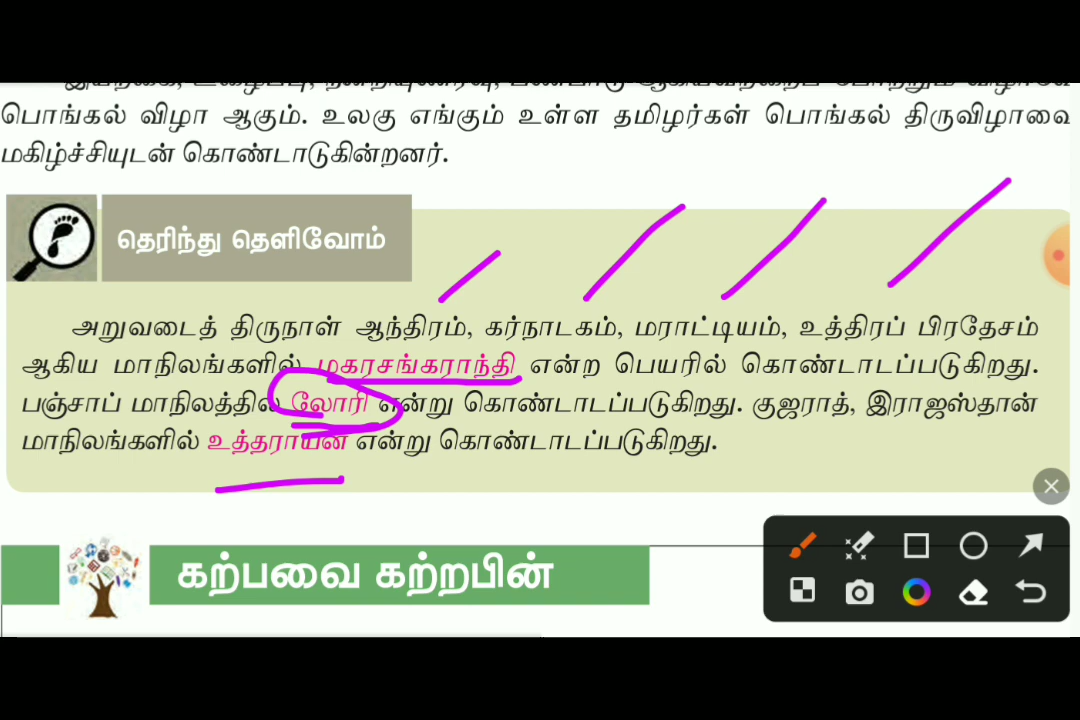 பொங்கல் விழா ஆகும். உலகு எங்கும் உள்ள தமிழர்கள் பொங்கல் திருவிழாவை
மகிழ்ச்சியுடன் கொண்டாடுகின்றனர்.
தெரிந்து தெளிவோம்
அறுவடைத் திருநாள் ஆந்திரம், கர்நாடகம், மராட்டியம், உத்திரப் பிரதேசம்
ஆகிய மாநிலங்களில் மகரசங்கராந்தி என்ற பெயரில் கொண்டாடப்படுகிறது.
பஞ்சாப் மாநிலத்தில் லோரி என்று கொண்டாடப்படுகிறது. குஜராத், இராஜஸ்தான்
மாநிலங்களில் உத்தராயன் என்று கொண்டாடப்படுகிறது.
கற்பவை கற்றபின்